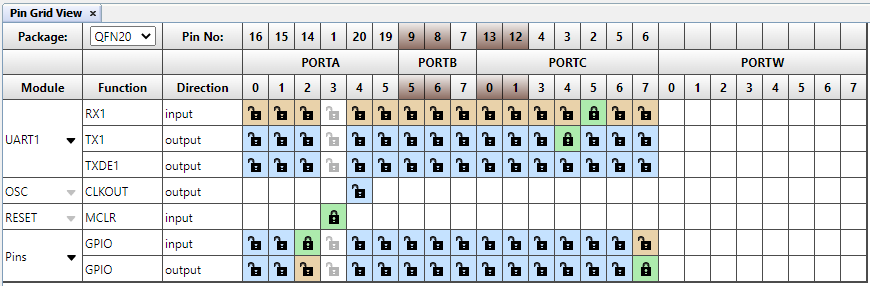 Pin Grid View ×
Package: QFN20 Pin No: 16 15 14 1 20 19 9 8 7 13 12 4 3 2 5 6
PORTA PORTB PORTC PORTW
Module Function Direction 0 1 2 3 4 5 5 6 7 0 1 3 4 5 6 7 0 1 2 3 4 5 6 7
RX1 input
UART1 TX1 output
TXDE1 output
OSC CLKOUT output
RESET MCLR input
Pins GPIO input
GPIO output